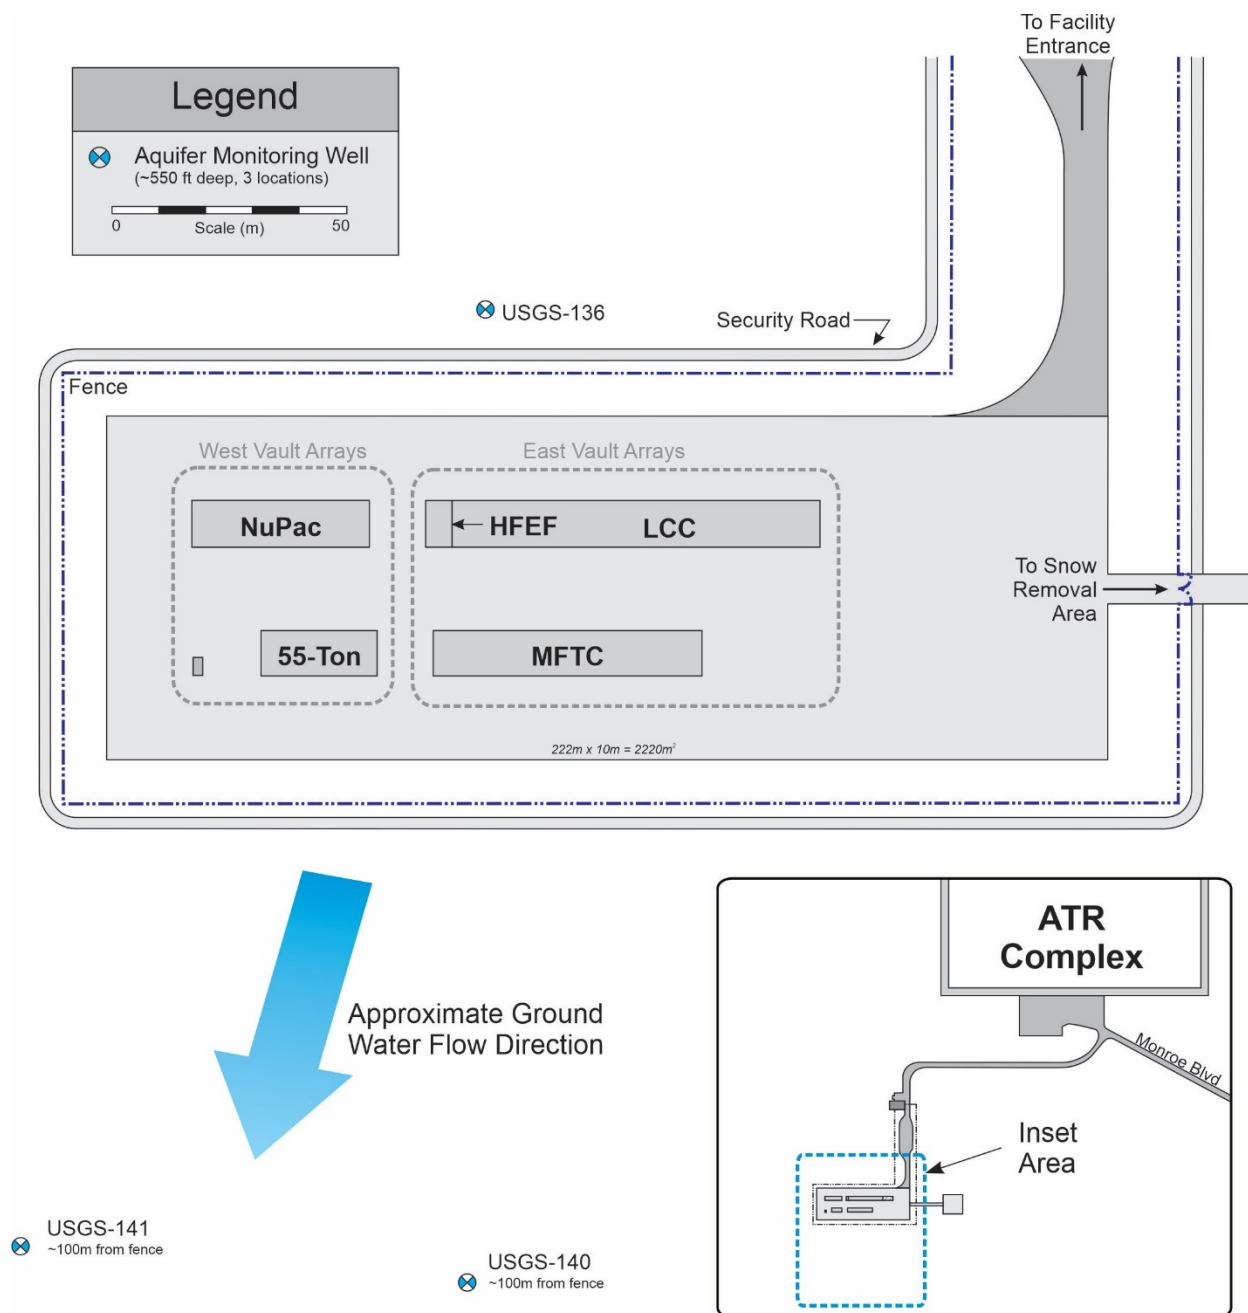 To Facility
Entrance
Legend
Aquifer Monitoring Well
(~550 ft deep, 3 locations)
0 Scale (m) 50
USGS-136
Security Road
Fence
West Vault Arrays
East Vault Arrays
NuPac
HFEF
LCC
To Snow
Removal
Area
55-Ton
MFTC
222m x 10m = 2220m²
Approximate Ground
Water Flow Direction
ATR
Complex
Monroe Blvd
Inset
Area
USGS-141
~100m from fence
USGS-140
~100m from fence